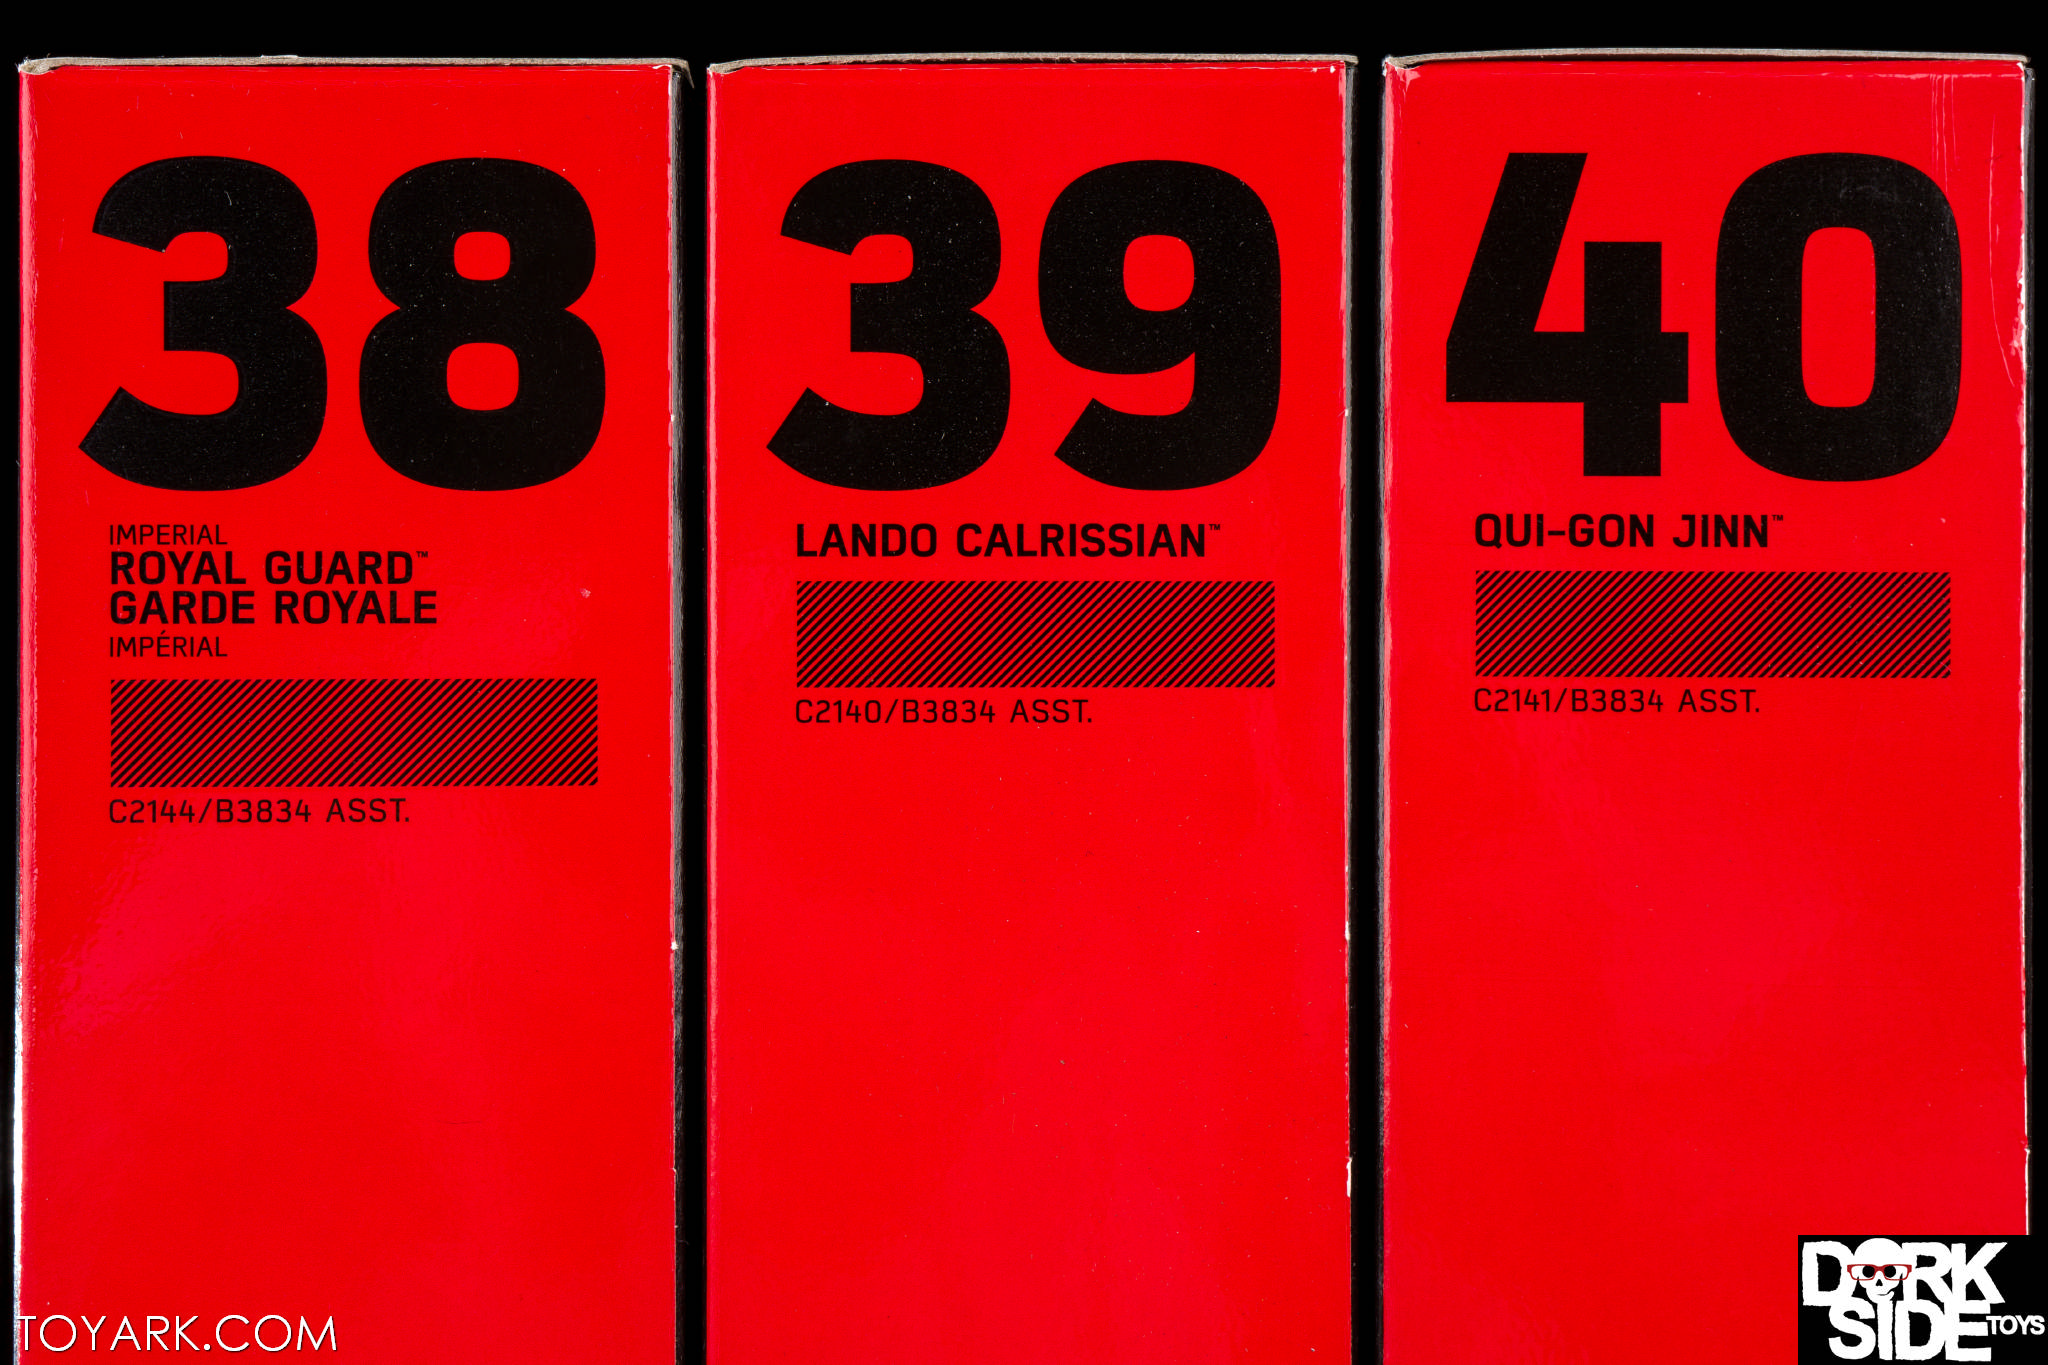 38
IMPERIAL
ROYAL GUARD™
GARDE ROYALE
IMPÉRIAL
C2144/B3834 ASST.
39
LANDO CALRISSIAN™
C2140/B3834 ASST.
40
QUI-GON JINN™
C2141/B3834 ASST.
TOYARK.COM
DORK
SIDE TOYS